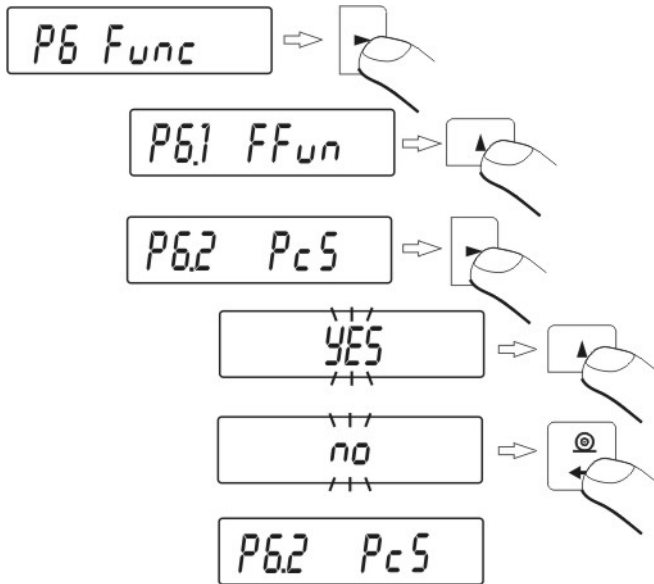 P6 Func
P6.1 FFun
P6.2 PcS
YES
no
P6.2 PcS